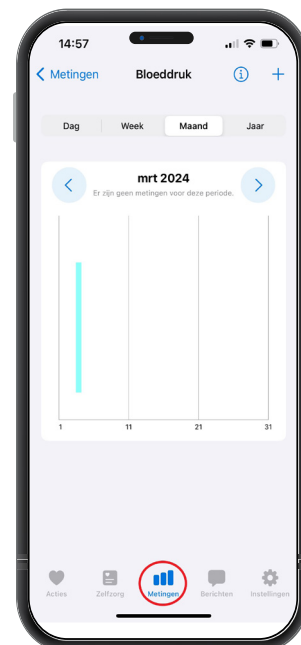 14:57
Metingen Bloeddruk
Dag Week Maand Jaar
mrt 2024
Er zijn geen metingen voor deze periode.
1 11 21 31
Acties Zelfzorg Metingen Berichten Instellingen